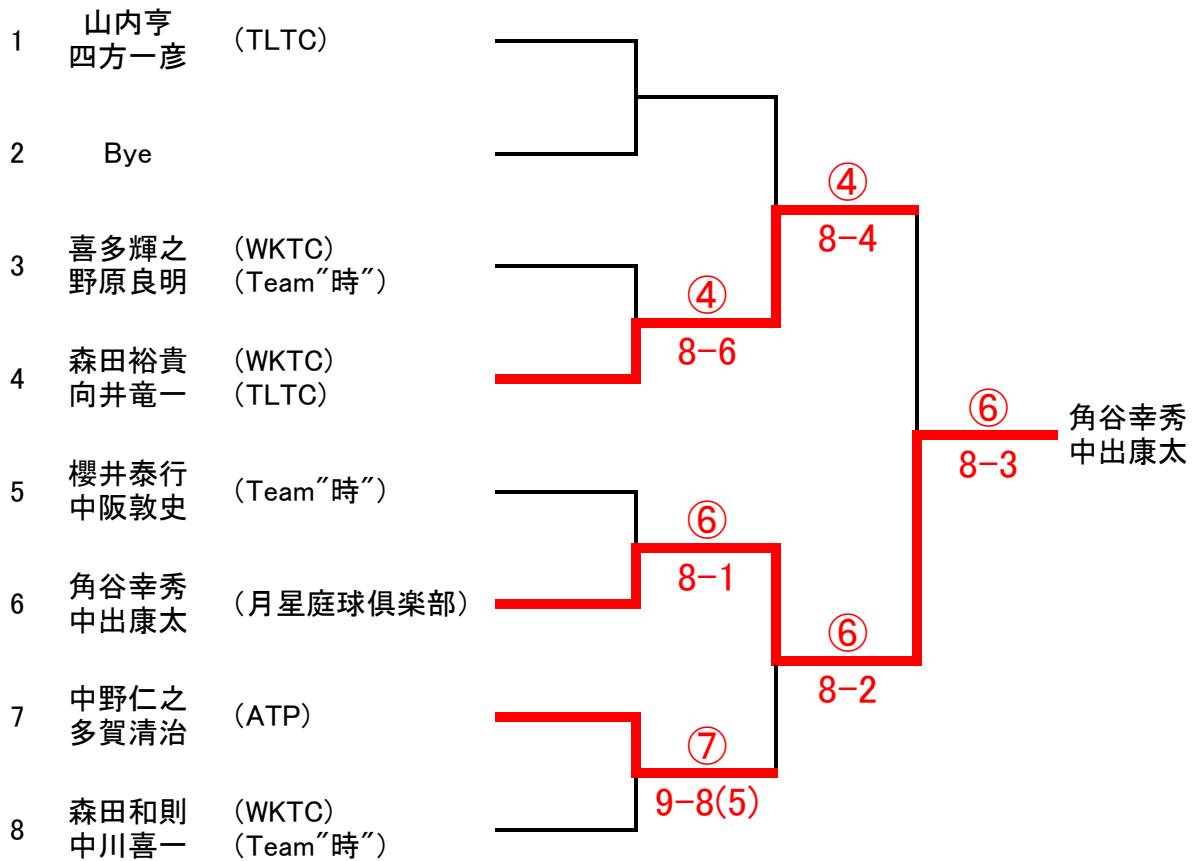 1 山内亨 (TLTC)
四方一彦
2 Bye
④
8-4
3 喜多輝之 (WKTC)
野原良明 (Team"時")
④
8-6
4 森田裕貴 (WKTC)
向井竜一 (TLTC)
⑥
8-3
角谷幸秀
中出康太
5 櫻井泰行 (Team"時")
中阪敦史
⑥
8-1
6 角谷幸秀 (月星庭球倶楽部)
中出康太
⑥
8-2
7 中野仁之 (ATP)
多賀清治
⑦
9-8(5)
8 森田和則 (WKTC)
中川喜一 (Team"時")